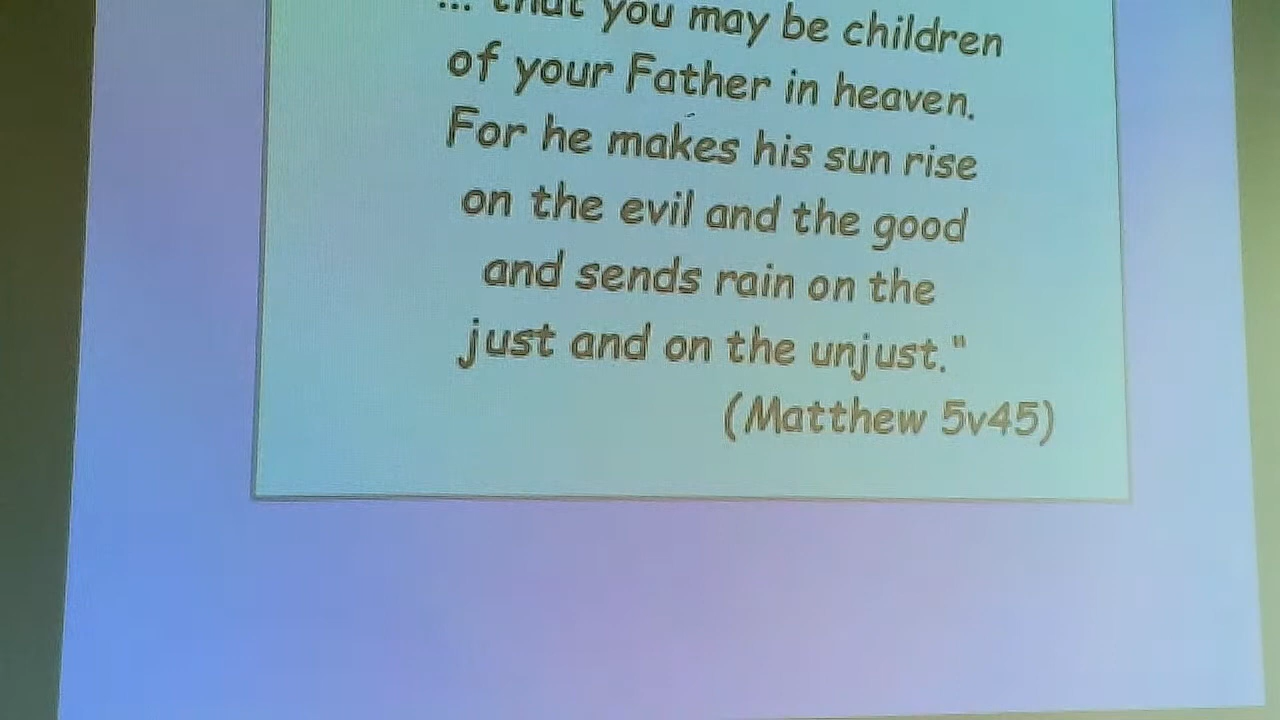 ... that you may be children
of your Father in heaven.
For he makes his sun rise
on the evil and the good
and sends rain on the
just and on the unjust."
(Matthew 5v45)